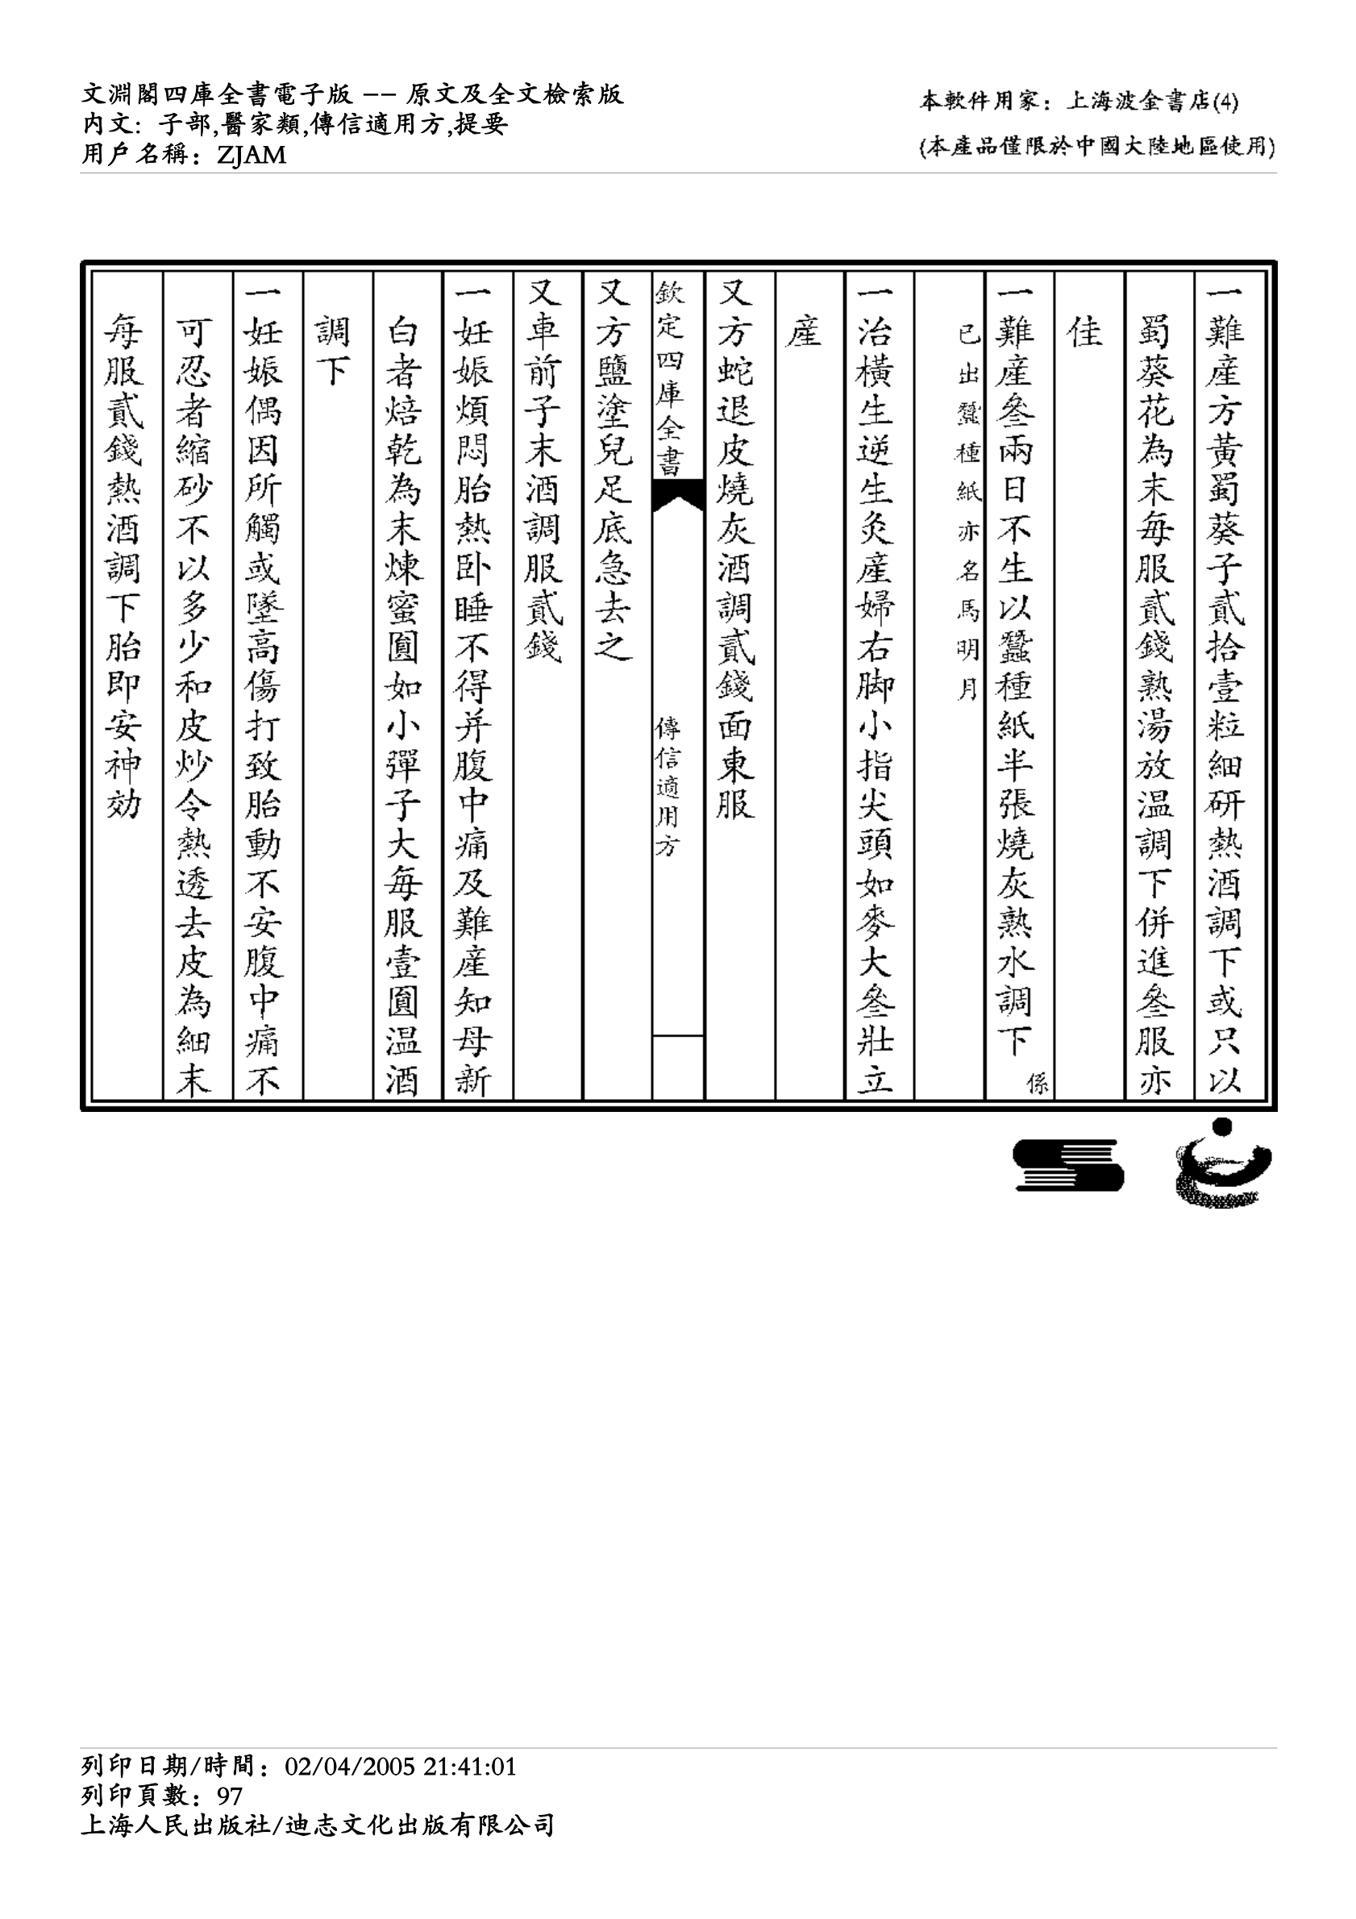 文淵閣四庫全書電子版 -- 原文及全文檢索版
內文: 子部,醫家類,傳信適用方,提要
用戶名稱: ZJAM
本軟件用家: 上海波金書店(4)
(本產品僅限於中國大陸地區使用)
一難産方黃蜀葵子貳拾壹粒細研熱酒調下或只以
蜀葵花為末每服貳錢熟湯放温調下併進叄服亦
佳
一難産叄兩日不生以蠶種紙半張燒灰熟水調下係
已出蠶種紙亦名馬明月
一治橫生逆生灸産婦右脚小指尖頭如麥大叄壯立
産
又方蛇退皮燒灰酒調貳錢面東服
欽定四庫全書
傳信適用方
又方鹽塗兒足底急去之
又車前子末酒調服貳錢
一妊娠煩悶胎熱卧睡不得并腹中痛及難産知母新
白者焙乾為末煉蜜圓如小彈子大每服壹圓温酒
調下
一妊娠偶因所觸或墜高傷打致胎動不安腹中痛不
可忍者縮砂不以多少和皮炒令熱透去皮為細末
每服貳錢熱酒調下胎即安神効
列印日期/時間: 02/04/2005 21:41:01
列印頁數: 97
上海人民出版社/迪志文化出版有限公司